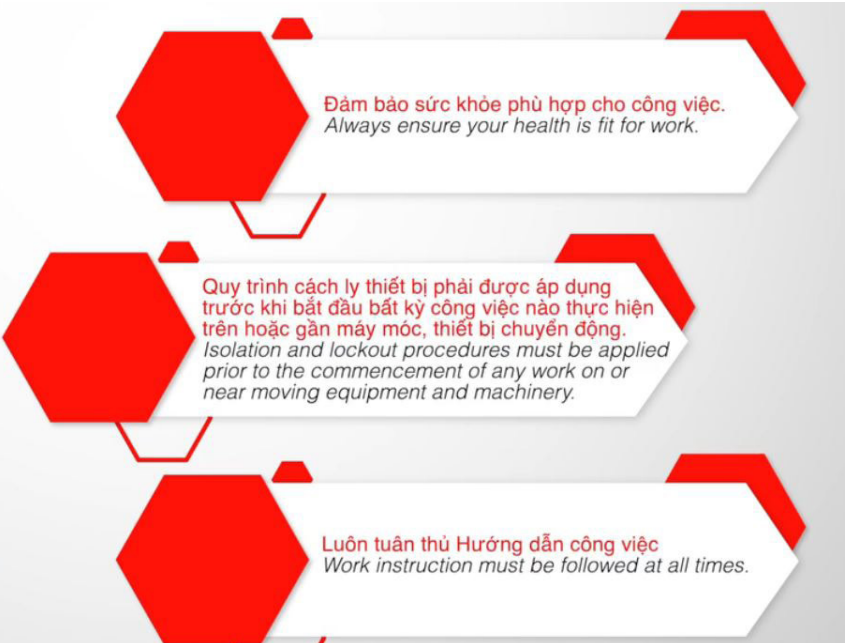 Đảm bảo sức khỏe phù hợp cho công việc.
Always ensure your health is fit for work.
Quy trình cách ly thiết bị phải được áp dụng
trước khi bắt đầu bất kỳ công việc nào thực hiện
trên hoặc gần máy móc, thiết bị chuyển động.
Isolation and lockout procedures must be applied
prior to the commencement of any work on or
near moving equipment and machinery.
Luôn tuân thủ Hướng dẫn công việc
Work instruction must be followed at all times.